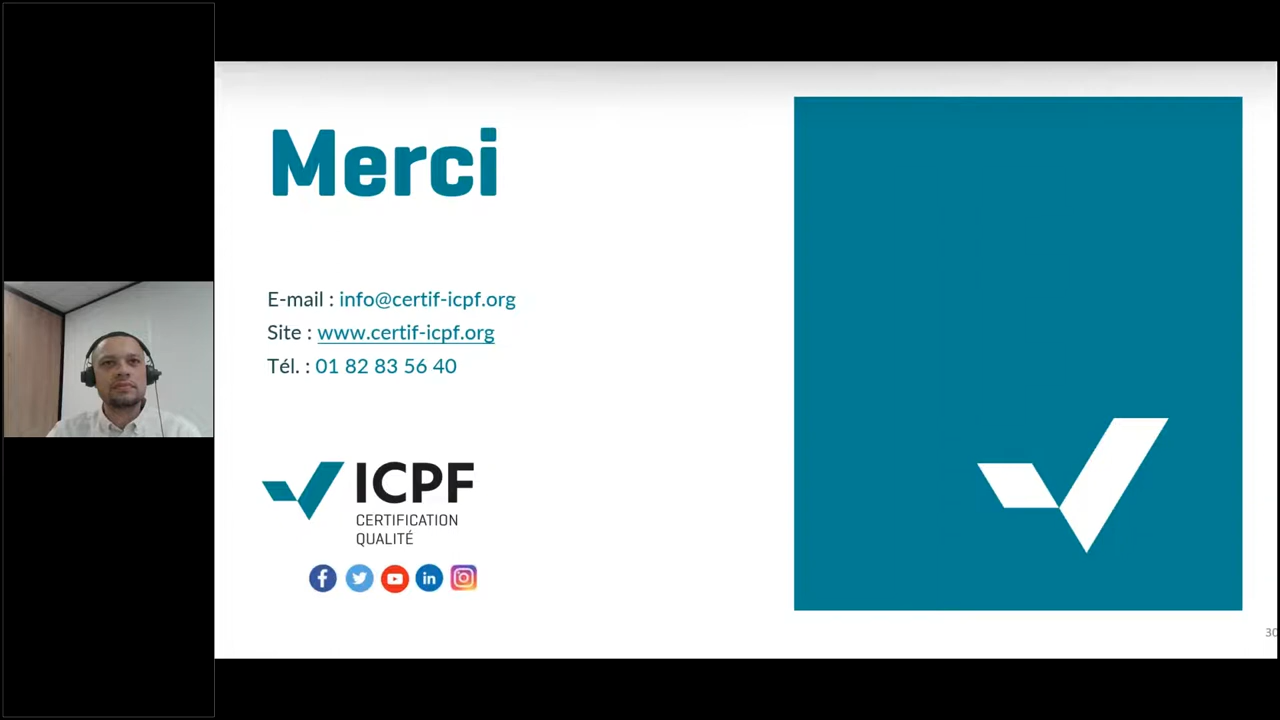 Merci
E-mail : info@certif-icpf.org
Site : www.certif-icpf.org
Tél. : 01 82 83 56 40
ICPF
CERTIFICATION
QUALITÉ
30